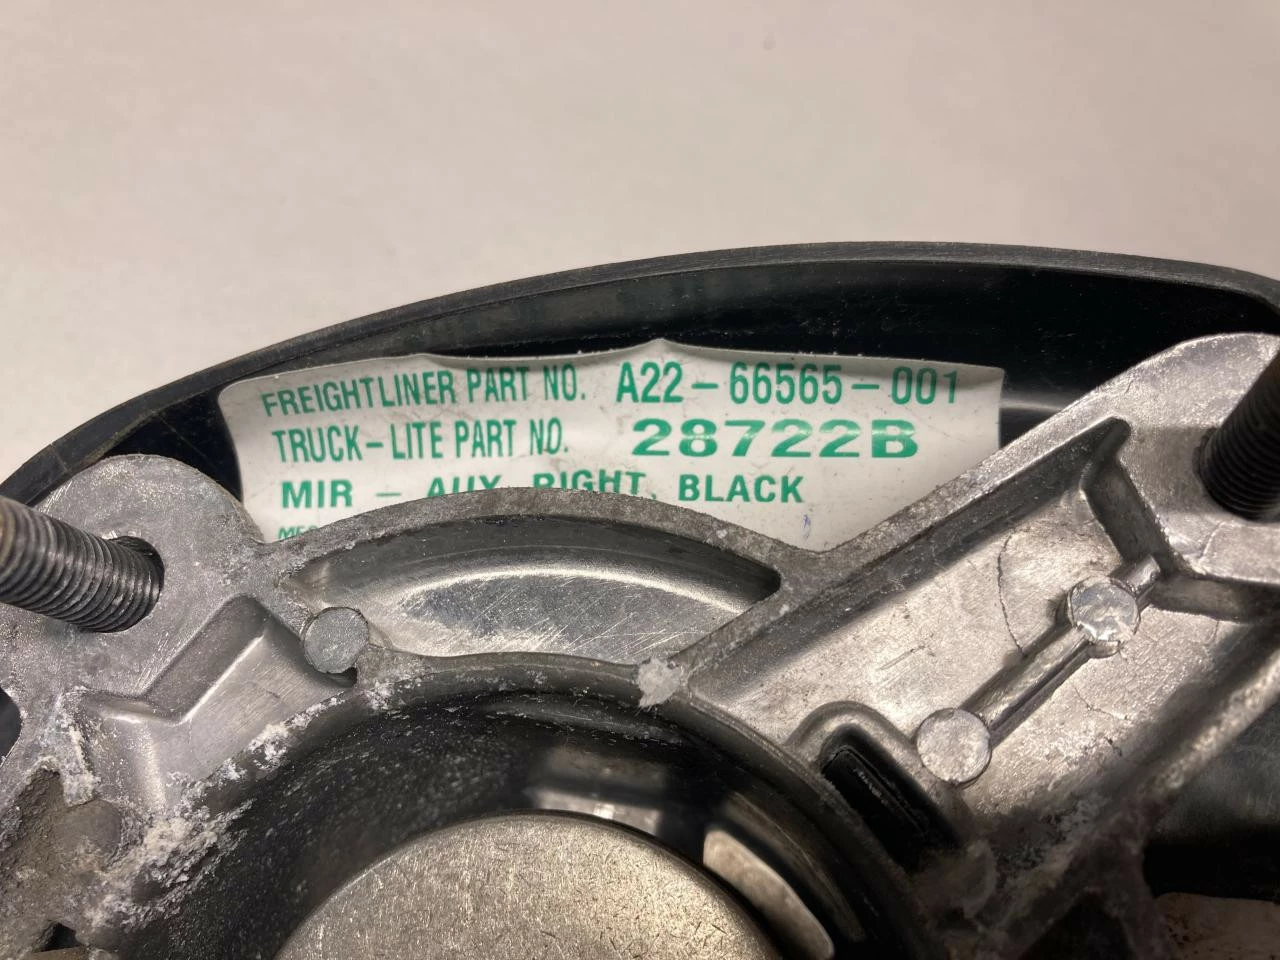 FREIGHTLINER PART NO. A22-66565-001
TRUCK-LITE PART NO. 28722B
MIR - AUX, RIGHT, BLACK